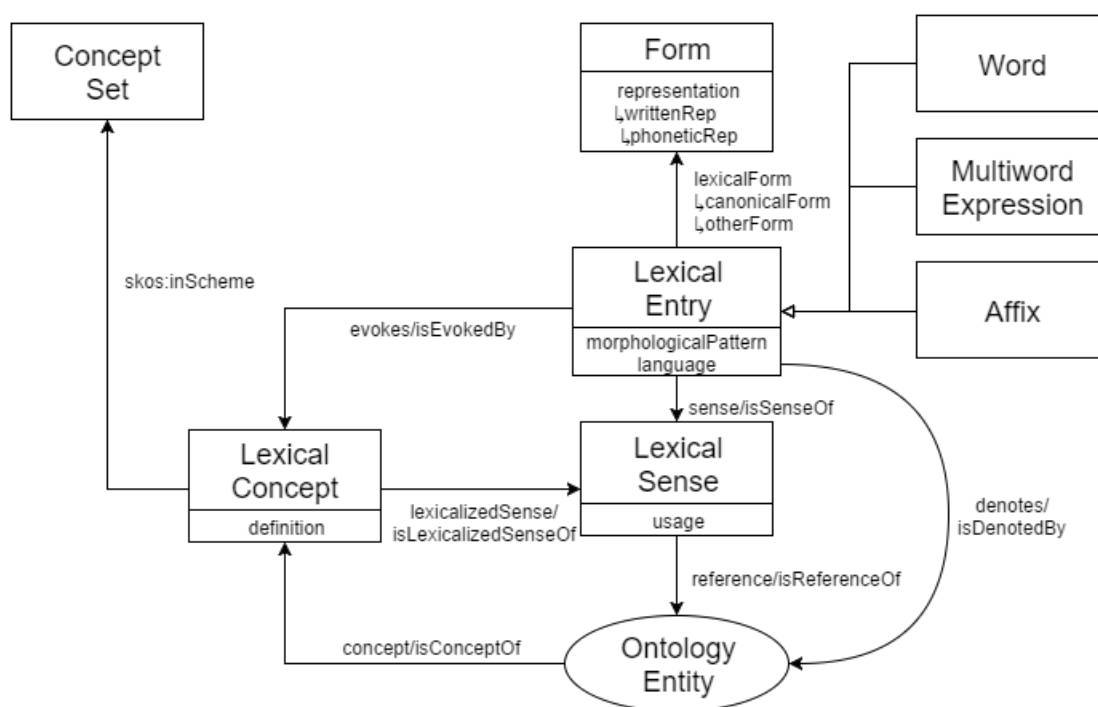 Concept
Set
Form
representation
↳writtenRep
↳phoneticRep
Word
Multiword
Expression
Affix
lexicalForm
↳canonicalForm
↳otherForm
skos:inScheme
Lexical
Entry
morphologicalPattern
language
evokes/isEvokedBy
sense/isSenseOf
Lexical
Concept
definition
lexicalizedSense/
isLexicalizedSenseOf
Lexical
Sense
usage
denotes/
isDenotedBy
reference/isReferenceOf
concept/isConceptOf
Ontology
Entity